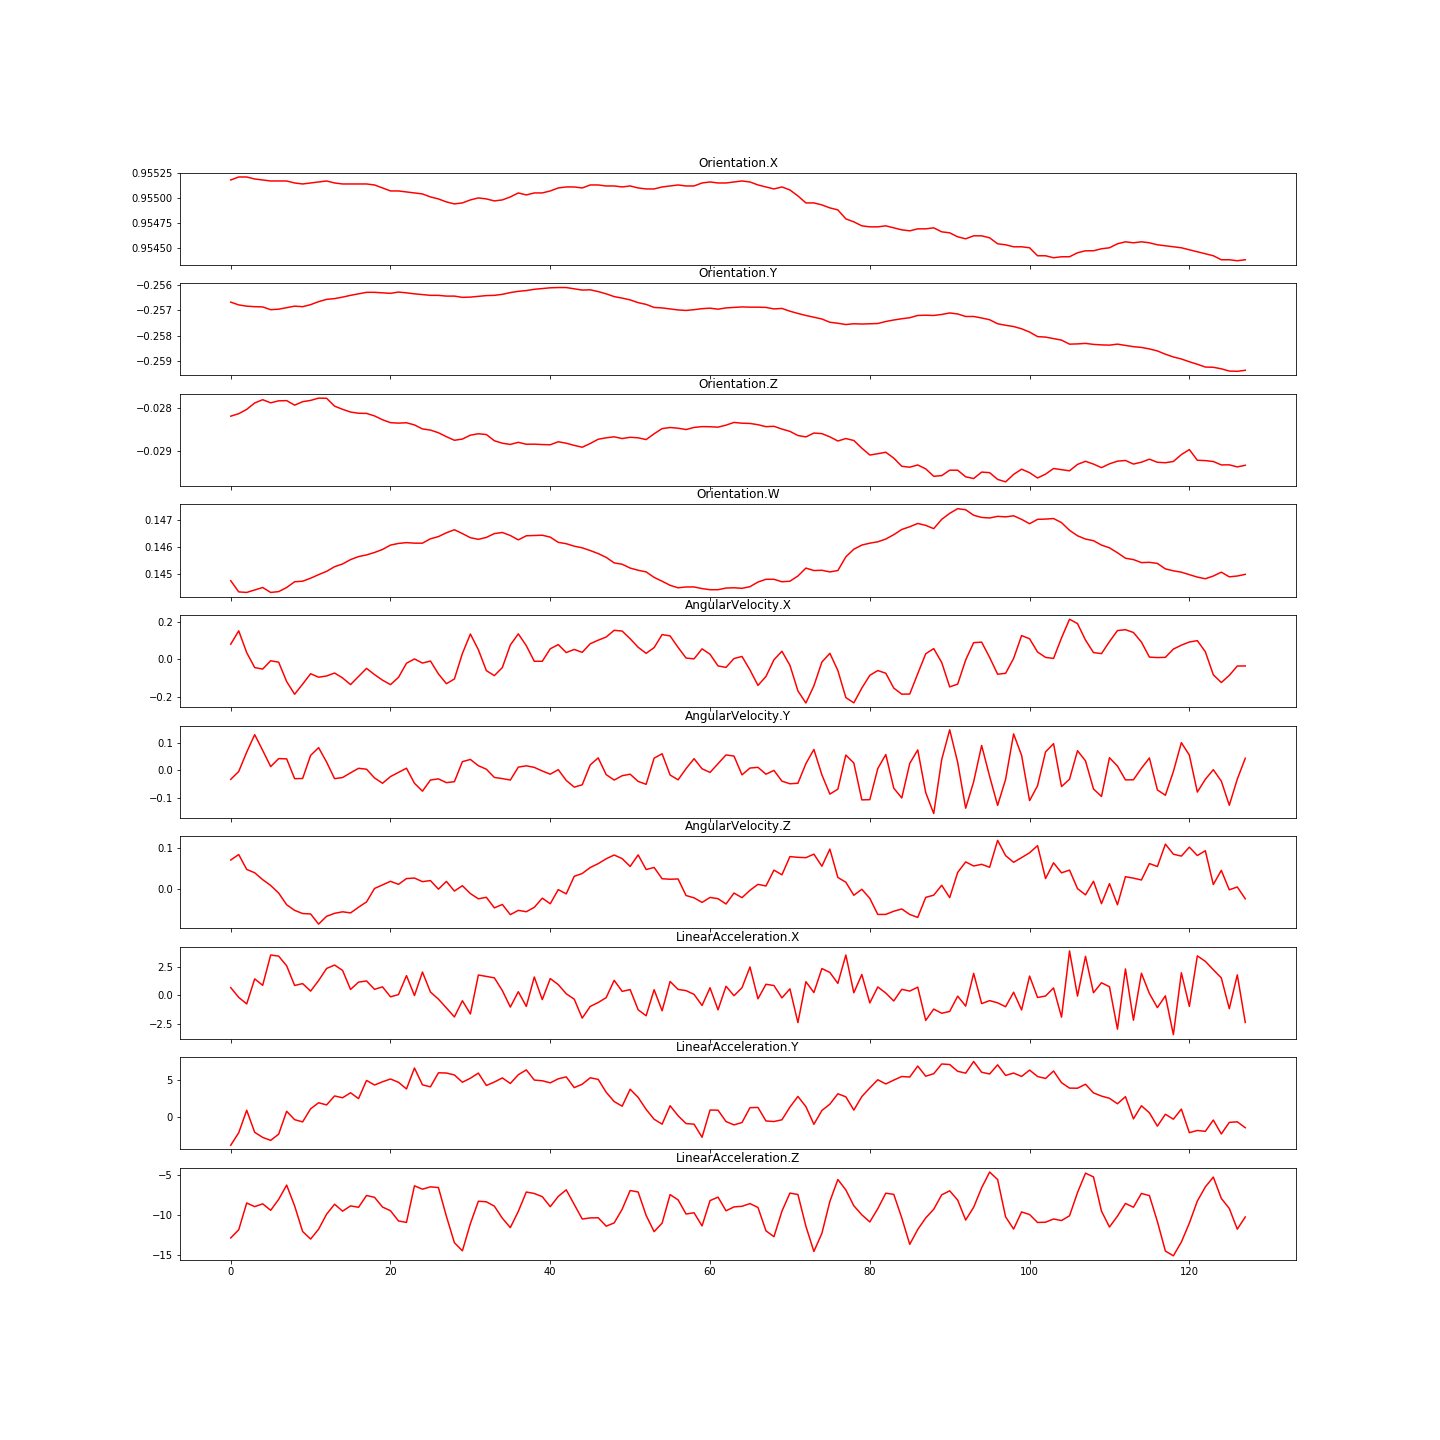 Orientation.X
0.95525
0.95500
0.95475
0.95450
Orientation.Y
−0.256
−0.257
−0.258
−0.259
Orientation.Z
−0.028
−0.029
Orientation.W
0.147
0.146
0.145
AngularVelocity.X
0.2
0.0
−0.2
AngularVelocity.Y
0.1
0.0
−0.1
AngularVelocity.Z
0.1
0.0
LinearAcceleration.X
2.5
0.0
−2.5
LinearAcceleration.Y
5
0
LinearAcceleration.Z
−5
−10
−15
0 20 40 60 80 100 120